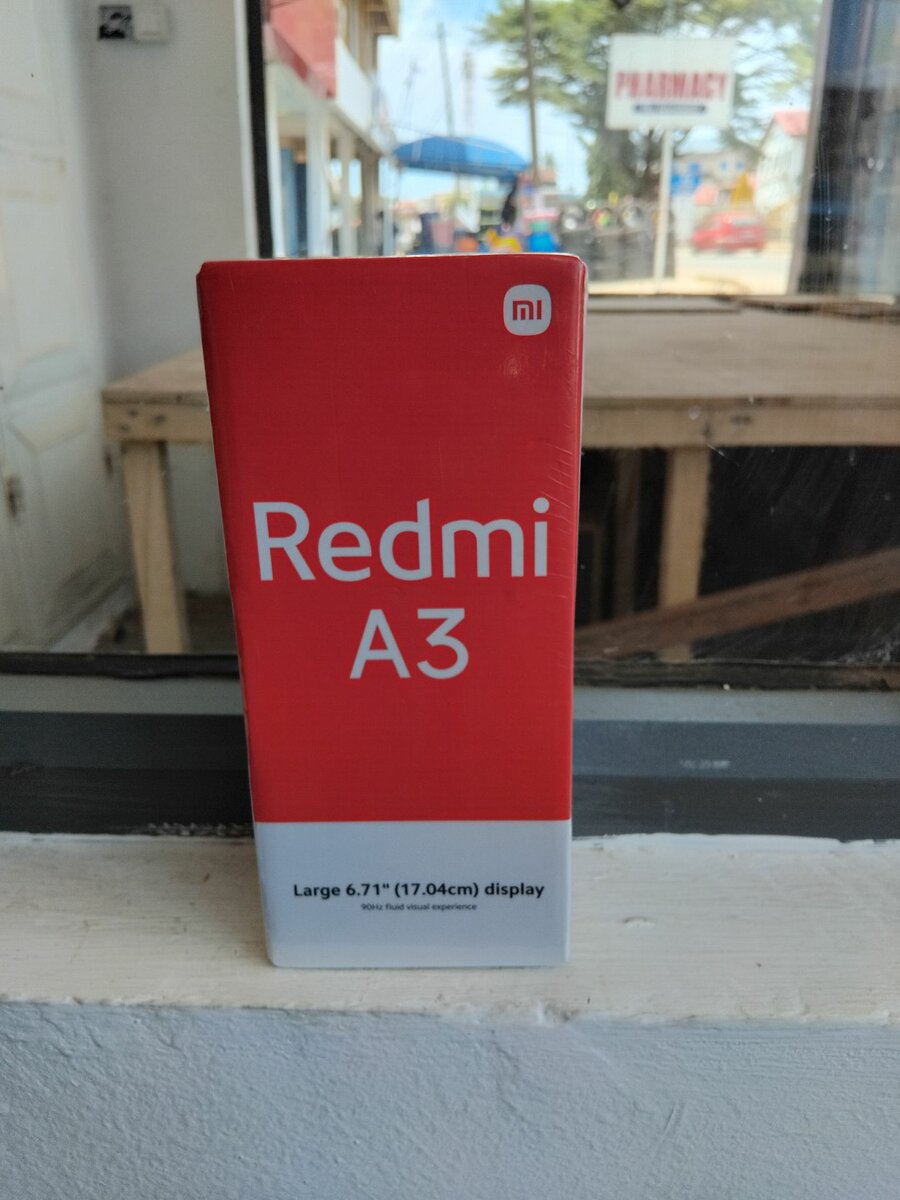 PHARMACY
mi
Redmi
A3
Large 6.71" (17.04cm) display
90Hz fluid visual experience